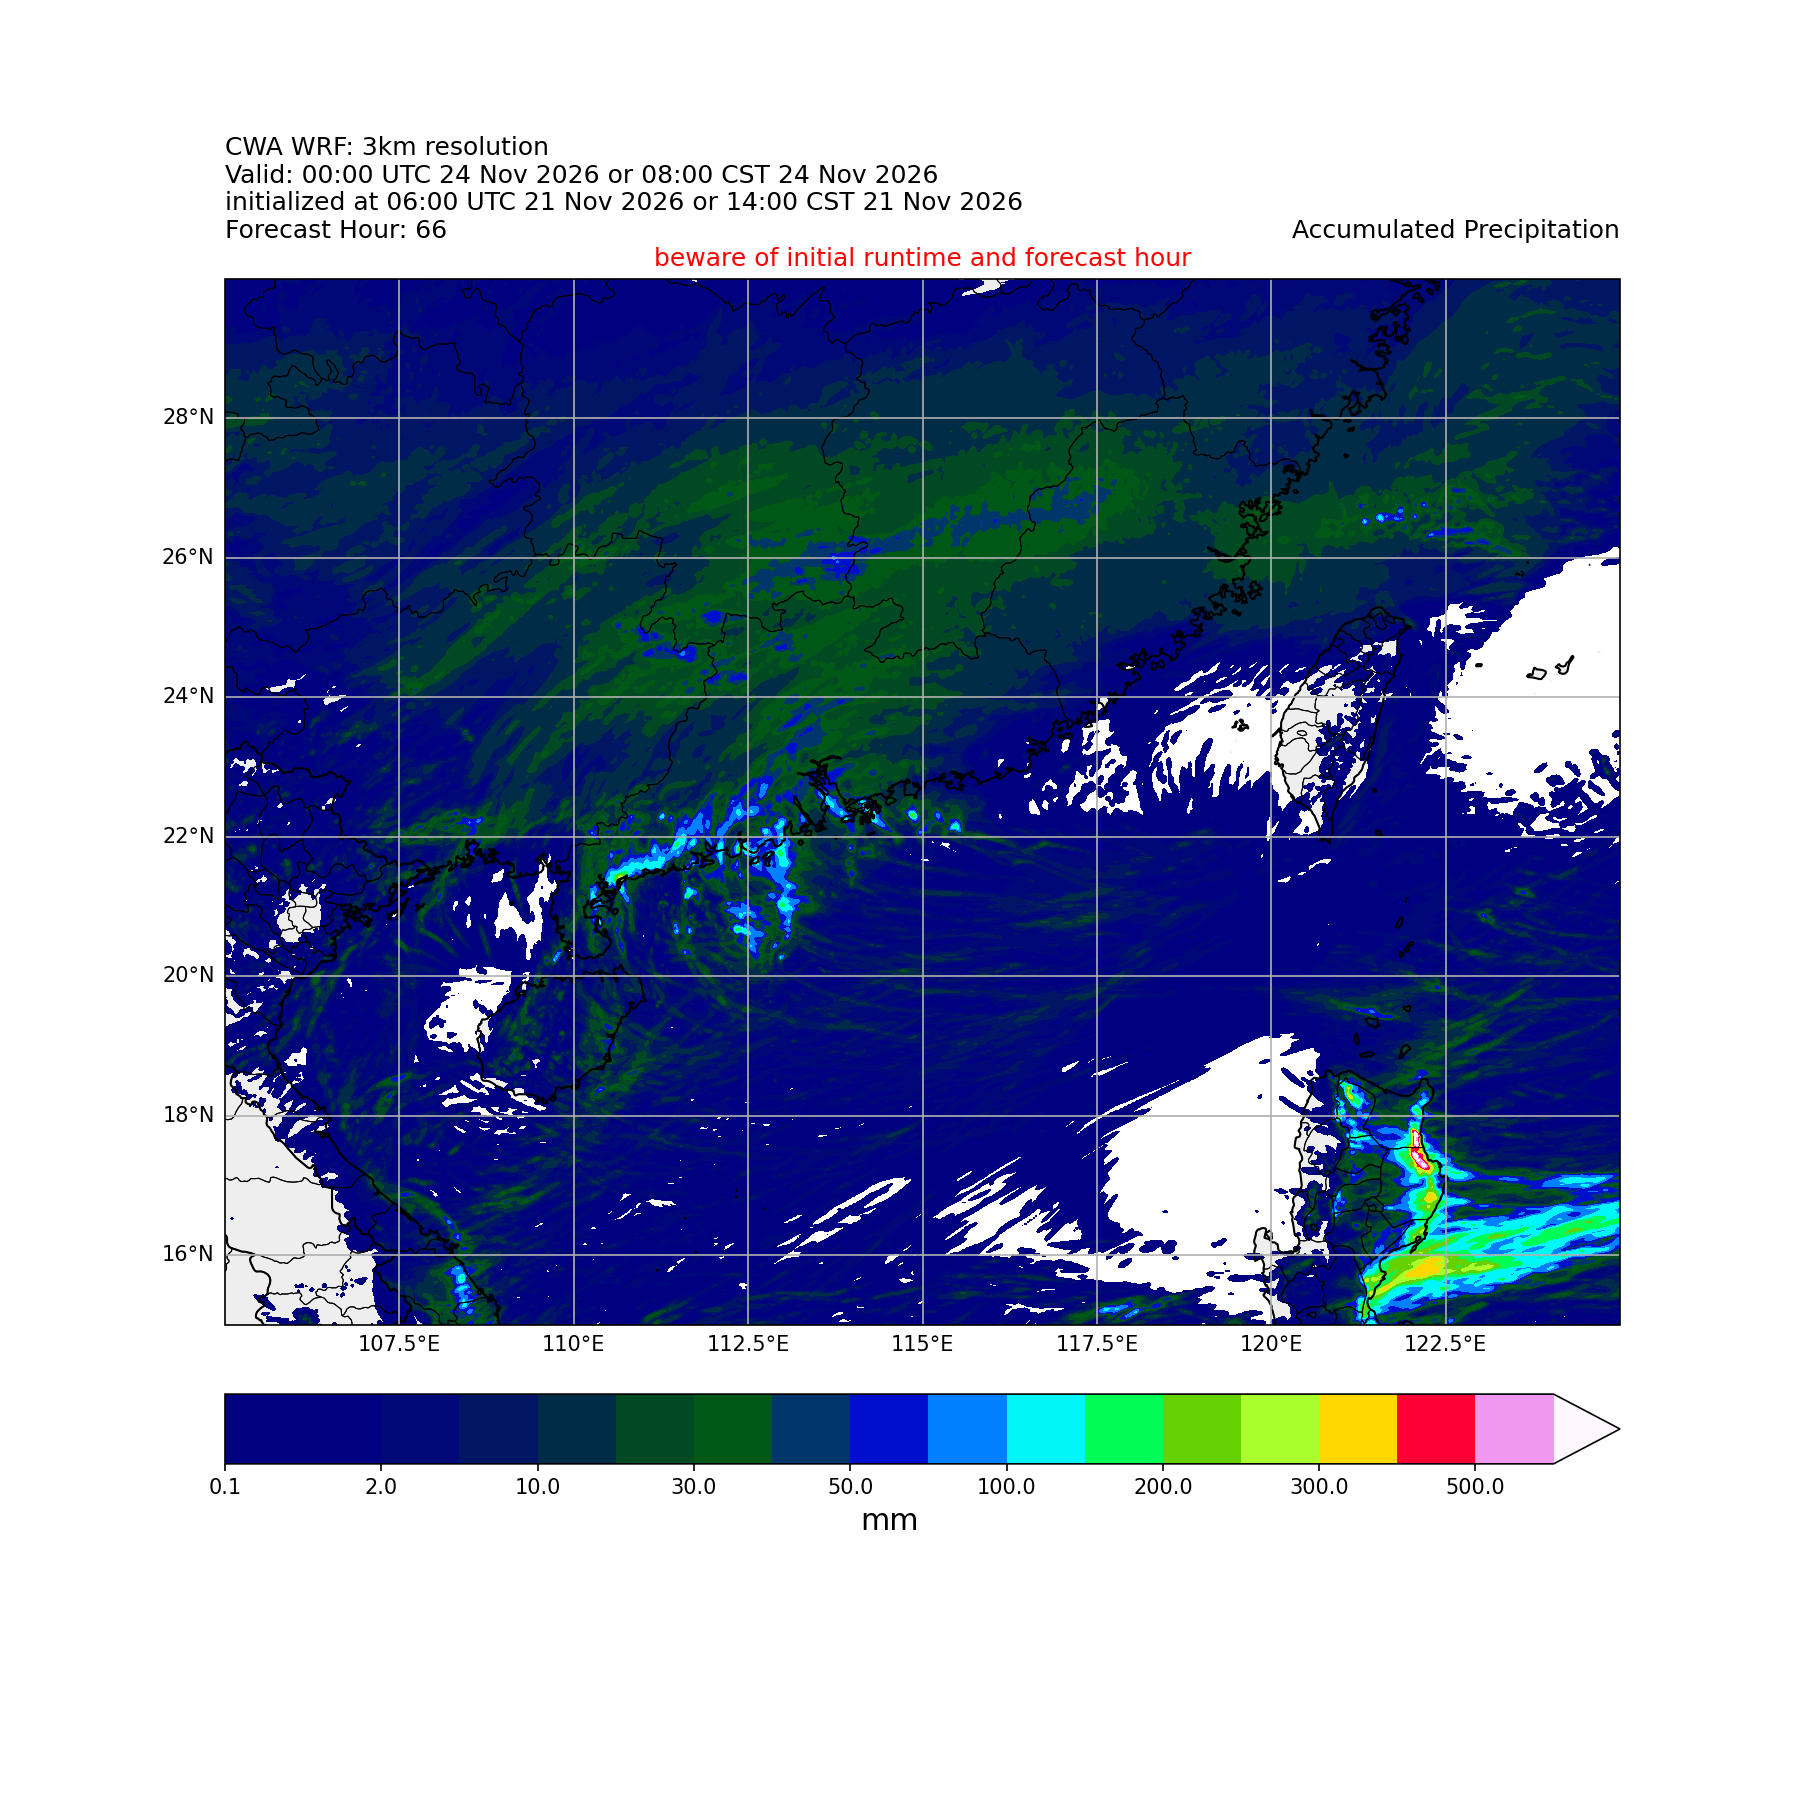 CWA WRF: 3km resolution
Valid: 00:00 UTC 24 Nov 2026 or 08:00 CST 24 Nov 2026
initialized at 06:00 UTC 21 Nov 2026 or 14:00 CST 21 Nov 2026
Forecast Hour: 66
Accumulated Precipitation
beware of initial runtime and forecast hour
28°N
26°N
24°N
22°N
20°N
18°N
16°N
107.5°E 110°E 112.5°E 115°E 117.5°E 120°E 122.5°E
0.1 2.0 10.0 30.0 50.0 100.0 200.0 300.0 500.0
mm